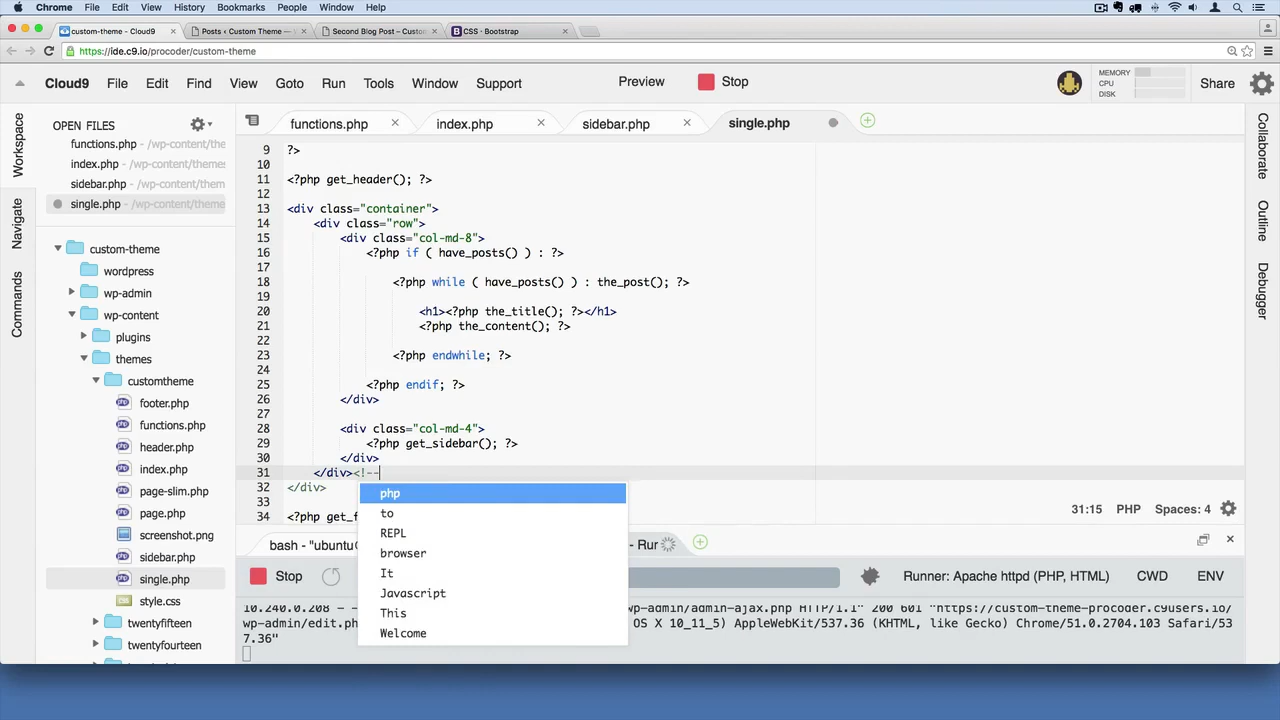 Chrome File Edit View History Bookmarks People Window Help
custom-theme - Cloud9 × Posts ‹ Custom Theme — × Second Blog Post – Custo × CSS · Bootstrap ×
https://ide.c9.io/procoder/custom-theme
Cloud9 File Edit Find View Goto Run Tools Window Support Preview Stop MEMORY CPU DISK Share
Workspace
Navigate
Commands
OPEN FILES
functions.php - /wp-content/the
index.php - /wp-content/themes
sidebar.php - /wp-content/them
single.php - /wp-content/theme
custom-theme
wordpress
wp-admin
wp-content
plugins
themes
customtheme
footer.php
functions.php
header.php
index.php
page-slim.php
page.php
screenshot.png
sidebar.php
single.php
style.css
twentyfifteen
twentyfourteen
functions.php × index.php × sidebar.php × single.php
9 ?>
10
11 <?php get_header(); ?>
12
13 <div class="container">
14 <div class="row">
15 <div class="col-md-8">
16 <?php if ( have_posts() ) : ?>
17
18 <?php while ( have_posts() ) : the_post(); ?>
19
20 <h1><?php the_title(); ?></h1>
21 <?php the_content(); ?>
22
23 <?php endwhile; ?>
24
25 <?php endif; ?>
26 </div>
27
28 <div class="col-md-4">
29 <?php get_sidebar(); ?>
30 </div>
31 </div><!--
32 </div>
33
34 <?php get_f
php
to
REPL
browser
It
Javascript
This
Welcome
31:15 PHP Spaces: 4
bash - "ubuntu - Run
Stop Runner: Apache httpd (PHP, HTML) CWD ENV
10.240.0.208 - - wp-admin/admin-ajax.php HTTP/1.1" 200 601 "https://custom-theme-procoder.c9users.io/
wp-admin/edit.ph OS X 10_11_5) AppleWebKit/537.36 (KHTML, like Gecko) Chrome/51.0.2704.103 Safari/53
7.36"
Collaborate
Outline
Debugger